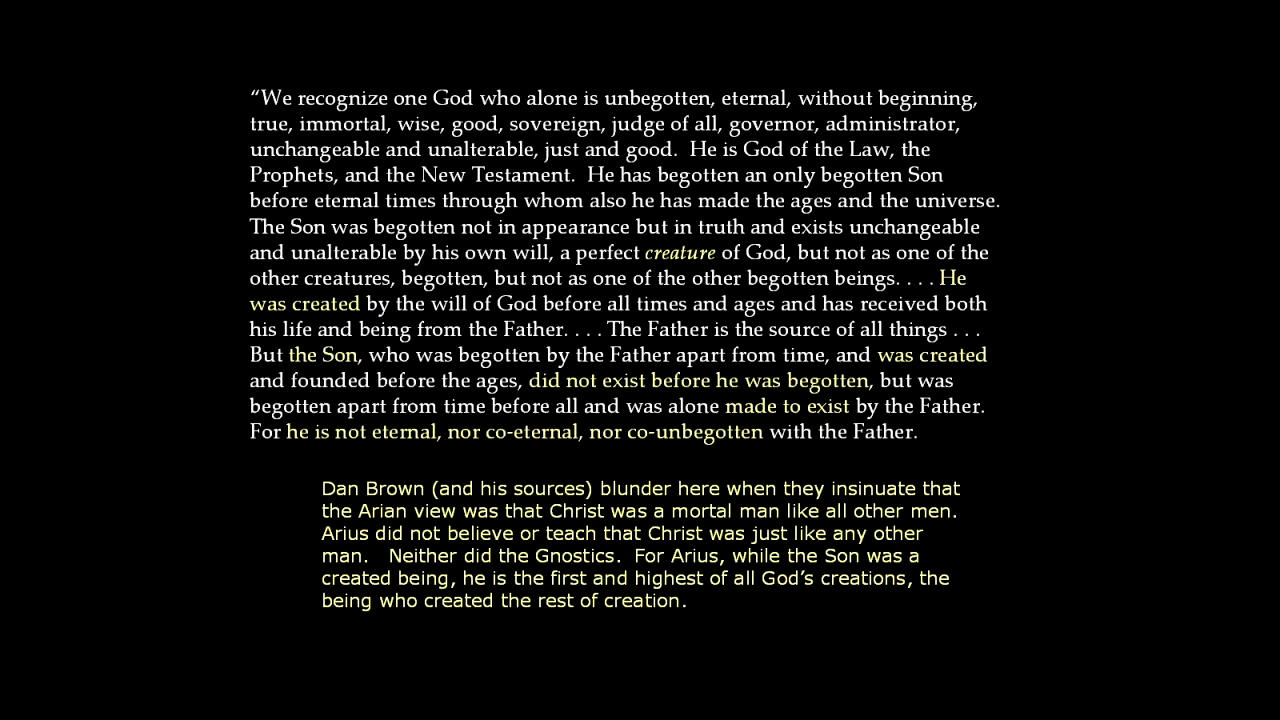 “We recognize one God who alone is unbegotten, eternal, without beginning,
true, immortal, wise, good, sovereign, judge of all, governor, administrator,
unchangeable and unalterable, just and good.  He is God of the Law, the
Prophets, and the New Testament.  He has begotten an only begotten Son
before eternal times through whom also he has made the ages and the universe.
The Son was begotten not in appearance but in truth and exists unchangeable
and unalterable by his own will, a perfect creature of God, but not as one of the
other creatures, begotten, but not as one of the other begotten beings. . . . He
was created by the will of God before all times and ages and has received both
his life and being from the Father. . . . The Father is the source of all things . . .
But the Son, who was begotten by the Father apart from time, and was created
and founded before the ages, did not exist before he was begotten, but was
begotten apart from time before all and was alone made to exist by the Father.
For he is not eternal, nor co-eternal, nor co-unbegotten with the Father.
Dan Brown (and his sources) blunder here when they insinuate that
the Arian view was that Christ was a mortal man like all other men.
Arius did not believe or teach that Christ was just like any other
man.   Neither did the Gnostics.  For Arius, while the Son was a
created being, he is the first and highest of all God’s creations, the
being who created the rest of creation.